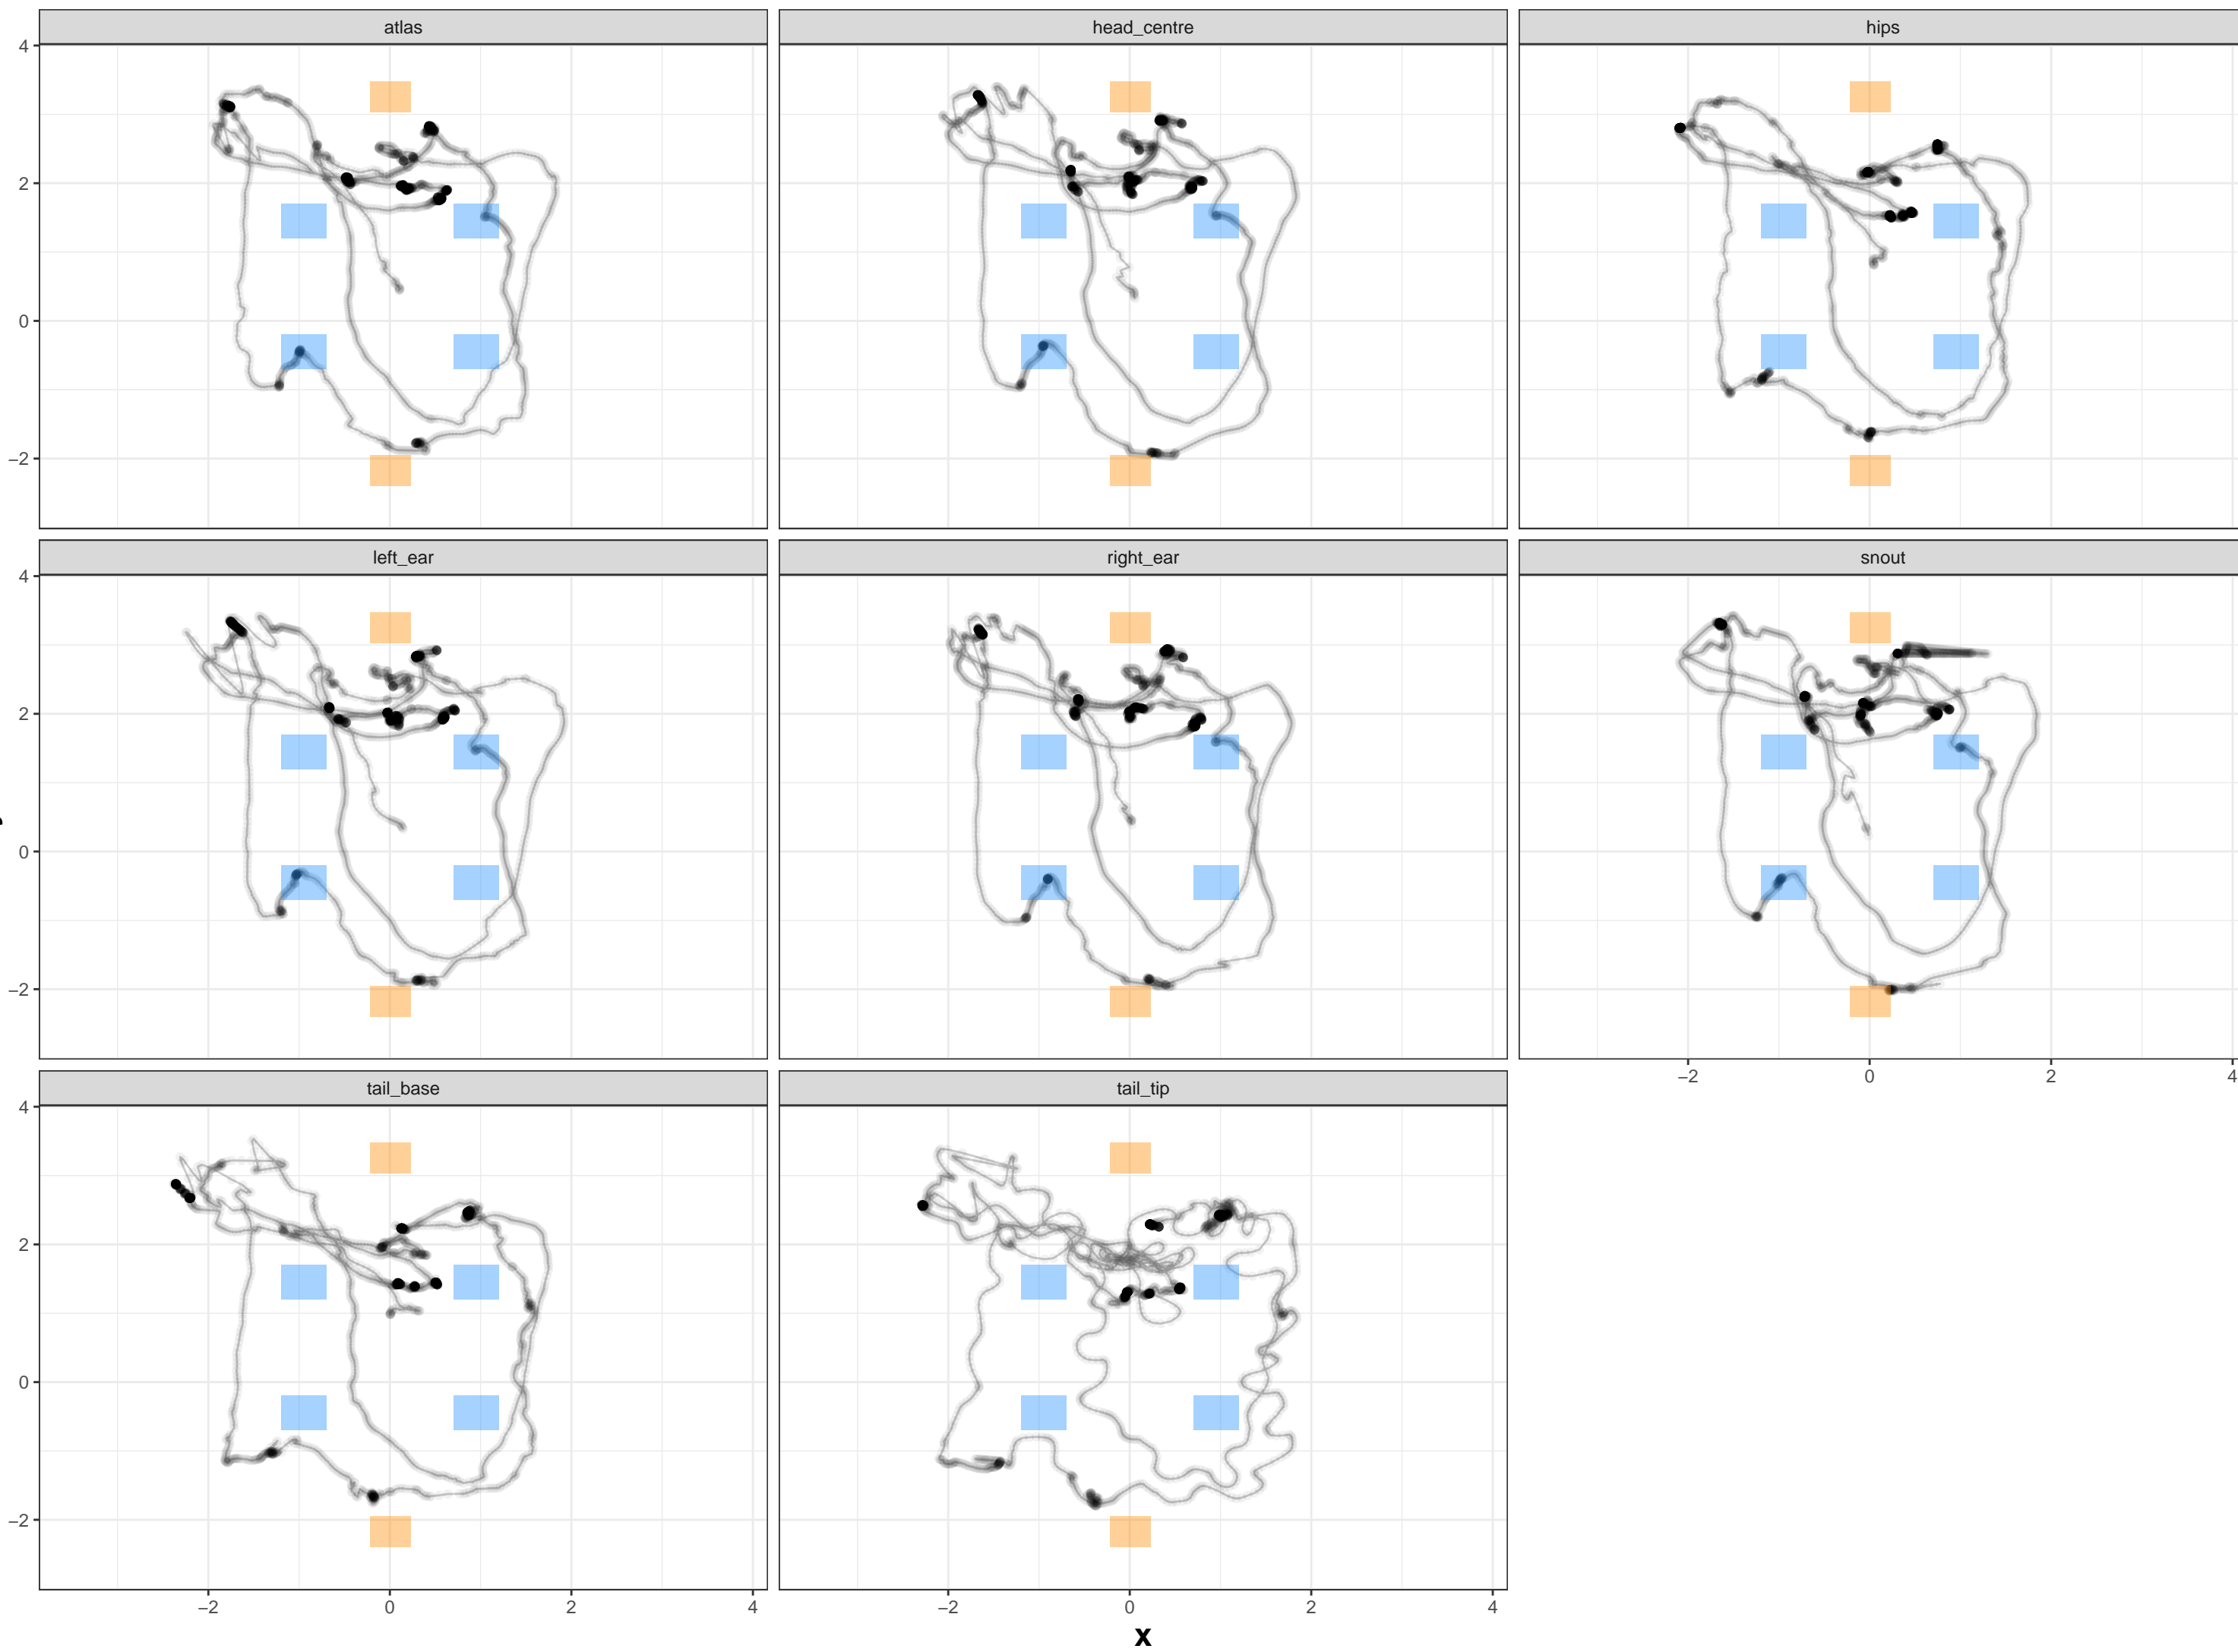 atlas head_centre hips
4
2
0
−2
left_ear right_ear snout
4
2
0
−2
−2 0 2 4
tail_base tail_tip
4
2
0
−2
−2 0 2 4 −2 0 2 4
x